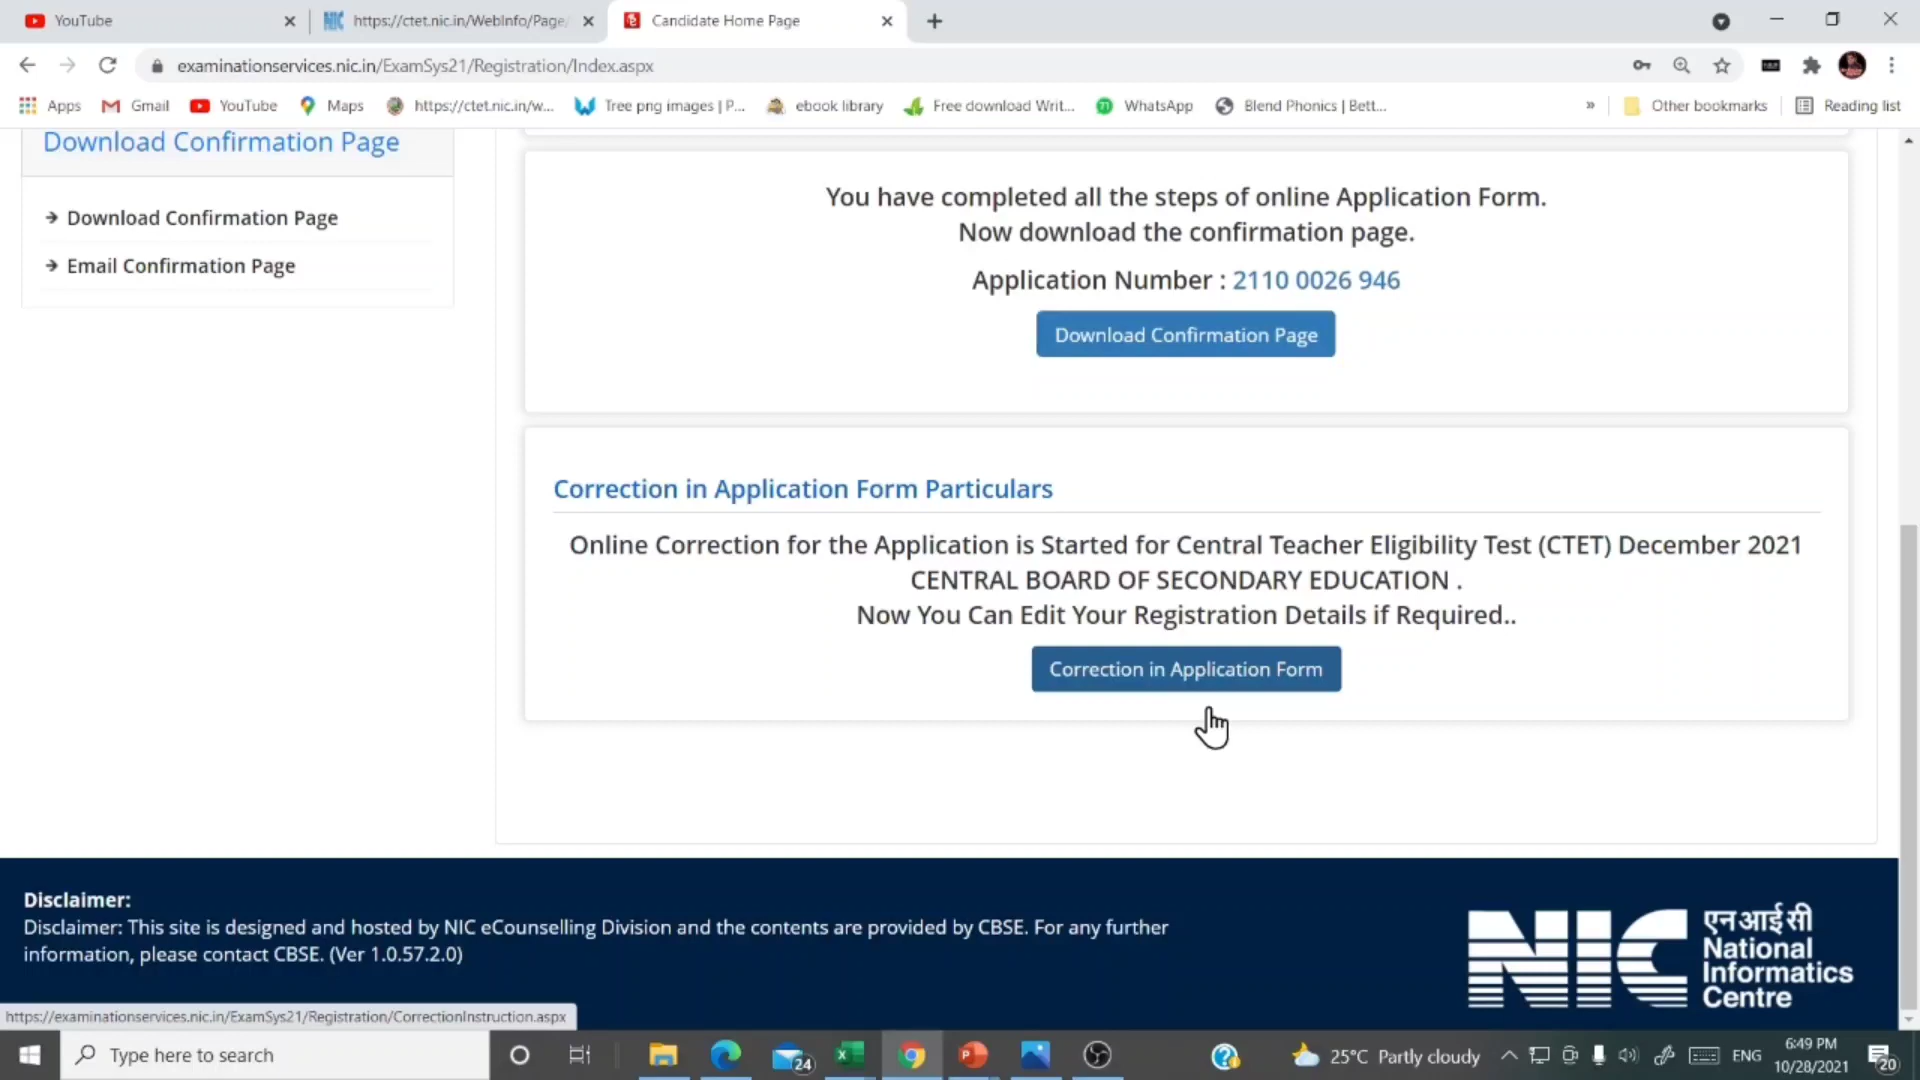 YouTube
https://ctet.nic.in/WebInfo/Page/
Candidate Home Page
examinationservices.nic.in/ExamSys21/Registration/Index.aspx
Apps
Gmail
YouTube
Maps
https://ctet.nic.in/w...
Tree png images | P...
ebook library
Free download Writ...
WhatsApp
Blend Phonics | Bett...
»
Other bookmarks
Reading list
Download Confirmation Page
Download Confirmation Page
Email Confirmation Page
You have completed all the steps of online Application Form.
Now download the confirmation page.
Application Number : 2110 0026 946
Download Confirmation Page
Correction in Application Form Particulars
Online Correction for the Application is Started for Central Teacher Eligibility Test (CTET) December 2021
CENTRAL BOARD OF SECONDARY EDUCATION .
Now You Can Edit Your Registration Details if Required..
Correction in Application Form
Disclaimer:
Disclaimer: This site is designed and hosted by NIC eCounselling Division and the contents are provided by CBSE. For any further
information, please contact CBSE. (Ver 1.0.57.2.0)
NIC
एन आई सी
National
Informatics
Centre
https://examinationservices.nic.in/ExamSys21/Registration/CorrectionInstruction.aspx
Type here to search
24
25°C Partly cloudy
ENG
6:49 PM
10/28/2021
20